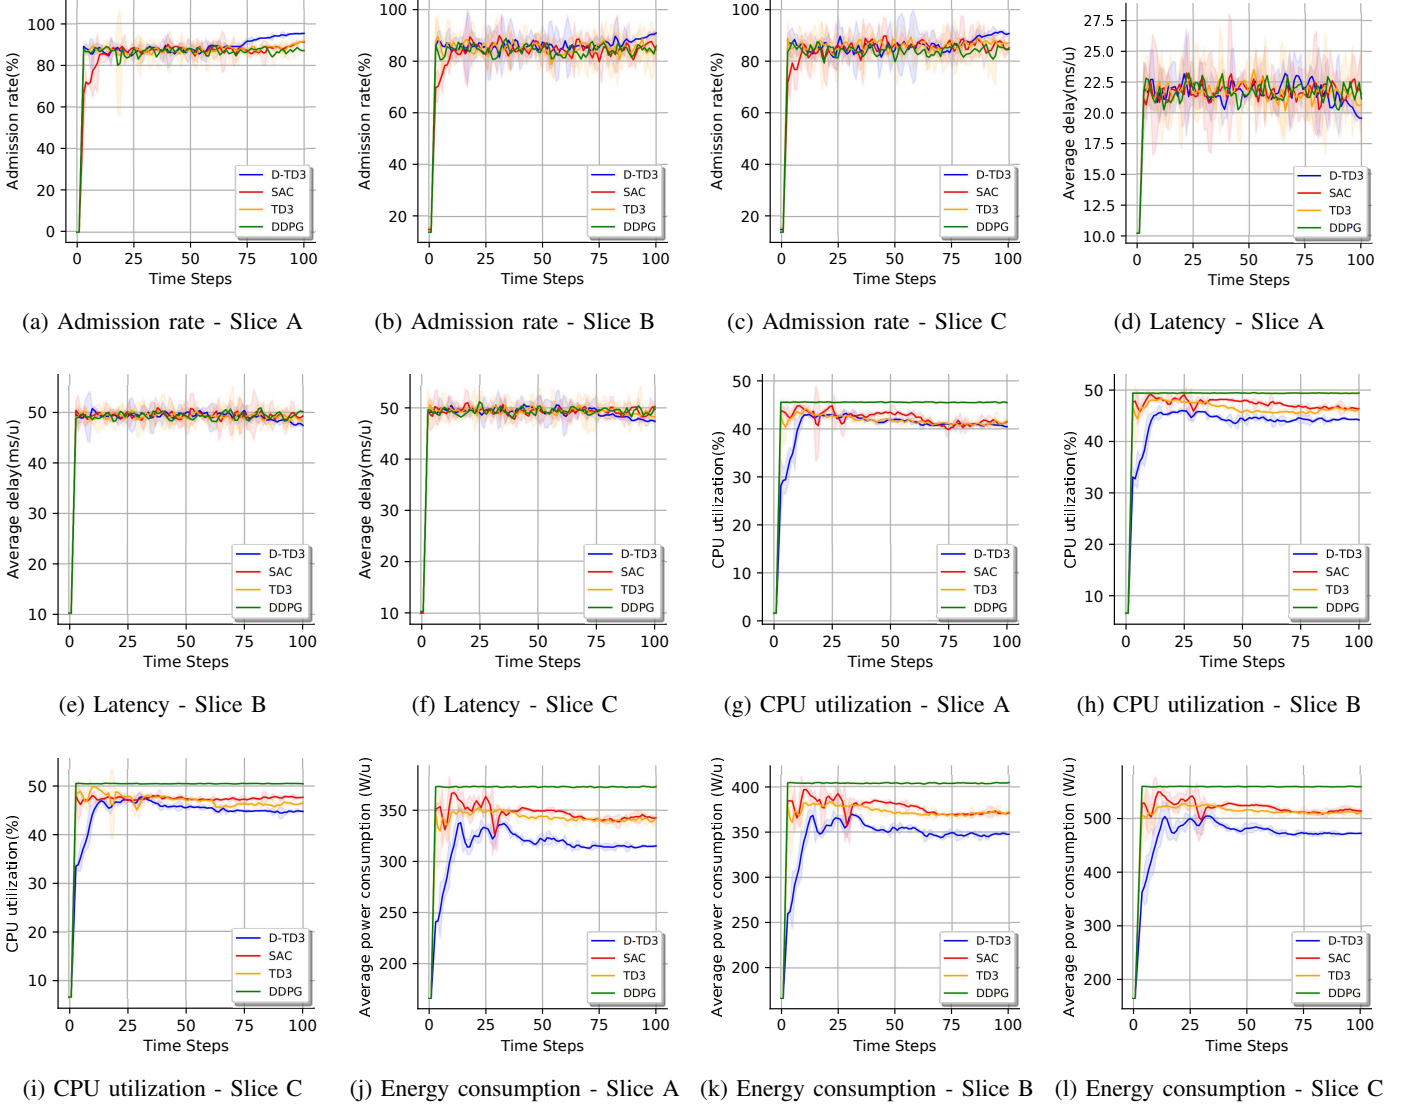 100
80
60
40
20
0
Admission rate(%)
0 25 50 75 100
Time Steps
D-TD3
SAC
TD3
DDPG
(a) Admission rate - Slice A
100
80
60
40
20
Admission rate(%)
0 25 50 75 100
Time Steps
D-TD3
SAC
TD3
DDPG
(b) Admission rate - Slice B
100
80
60
40
20
Admission rate(%)
0 25 50 75 100
Time Steps
D-TD3
SAC
TD3
DDPG
(c) Admission rate - Slice C
27.5
25.0
22.5
20.0
17.5
15.0
12.5
10.0
Average delay(ms/u)
0 25 50 75 100
Time Steps
D-TD3
SAC
TD3
DDPG
(d) Latency - Slice A
50
40
30
20
10
Average delay(ms/u)
0 25 50 75 100
Time Steps
D-TD3
SAC
TD3
DDPG
(e) Latency - Slice B
50
40
30
20
10
Average delay(ms/u)
0 25 50 75 100
Time Steps
D-TD3
SAC
TD3
DDPG
(f) Latency - Slice C
50
40
30
20
10
0
CPU utilization(%)
0 25 50 75 100
Time Steps
D-TD3
SAC
TD3
DDPG
(g) CPU utilization - Slice A
50
40
30
20
10
CPU utilization(%)
0 25 50 75 100
Time Steps
D-TD3
SAC
TD3
DDPG
(h) CPU utilization - Slice B
50
40
30
20
10
CPU utilization(%)
0 25 50 75 100
Time Steps
D-TD3
SAC
TD3
DDPG
(i) CPU utilization - Slice C
350
300
250
200
Average power consumption (W/u)
0 25 50 75 100
Time Steps
D-TD3
SAC
TD3
DDPG
(j) Energy consumption - Slice A
400
350
300
250
200
Average power consumption (W/u)
0 25 50 75 100
Time Steps
D-TD3
SAC
TD3
DDPG
(k) Energy consumption - Slice B
500
400
300
200
Average power consumption (W/u)
0 25 50 75 100
Time Steps
D-TD3
SAC
TD3
DDPG
(l) Energy consumption - Slice C